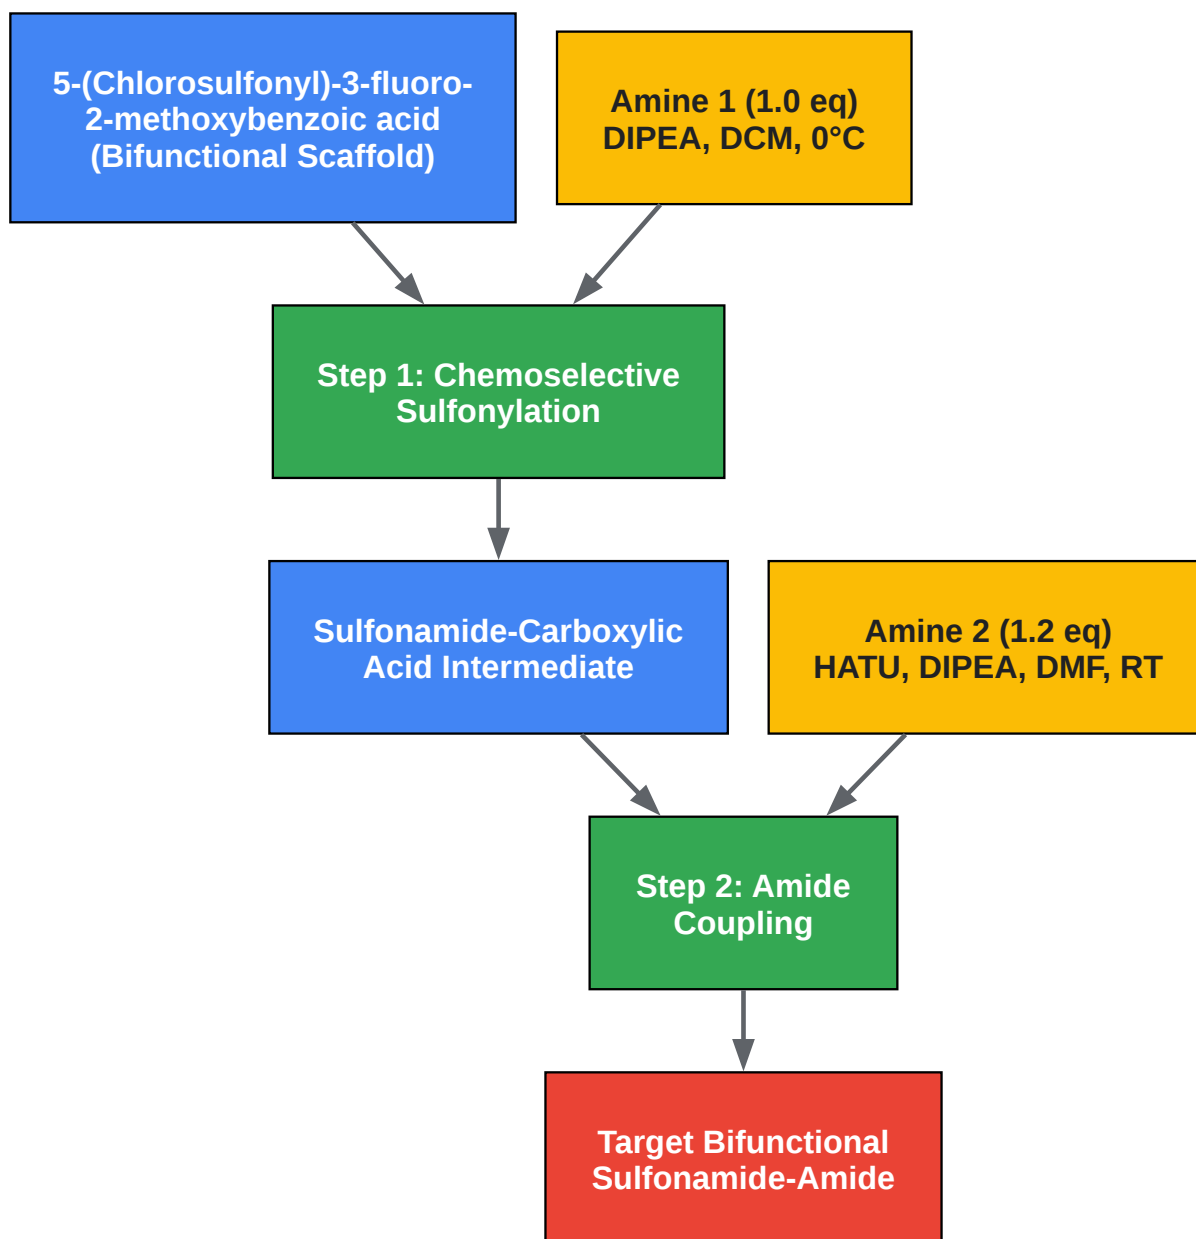 5-(Chlorosulfonyl)-3-fluoro-
2-methoxybenzoic acid
(Bifunctional Scaffold)
Amine 1 (1.0 eq)
DIPEA, DCM, 0°C
Step 1: Chemoselective
Sulfonylation
Sulfonamide-Carboxylic
Acid Intermediate
Amine 2 (1.2 eq)
HATU, DIPEA, DMF, RT
Step 2: Amide
Coupling
Target Bifunctional
Sulfonamide-Amide